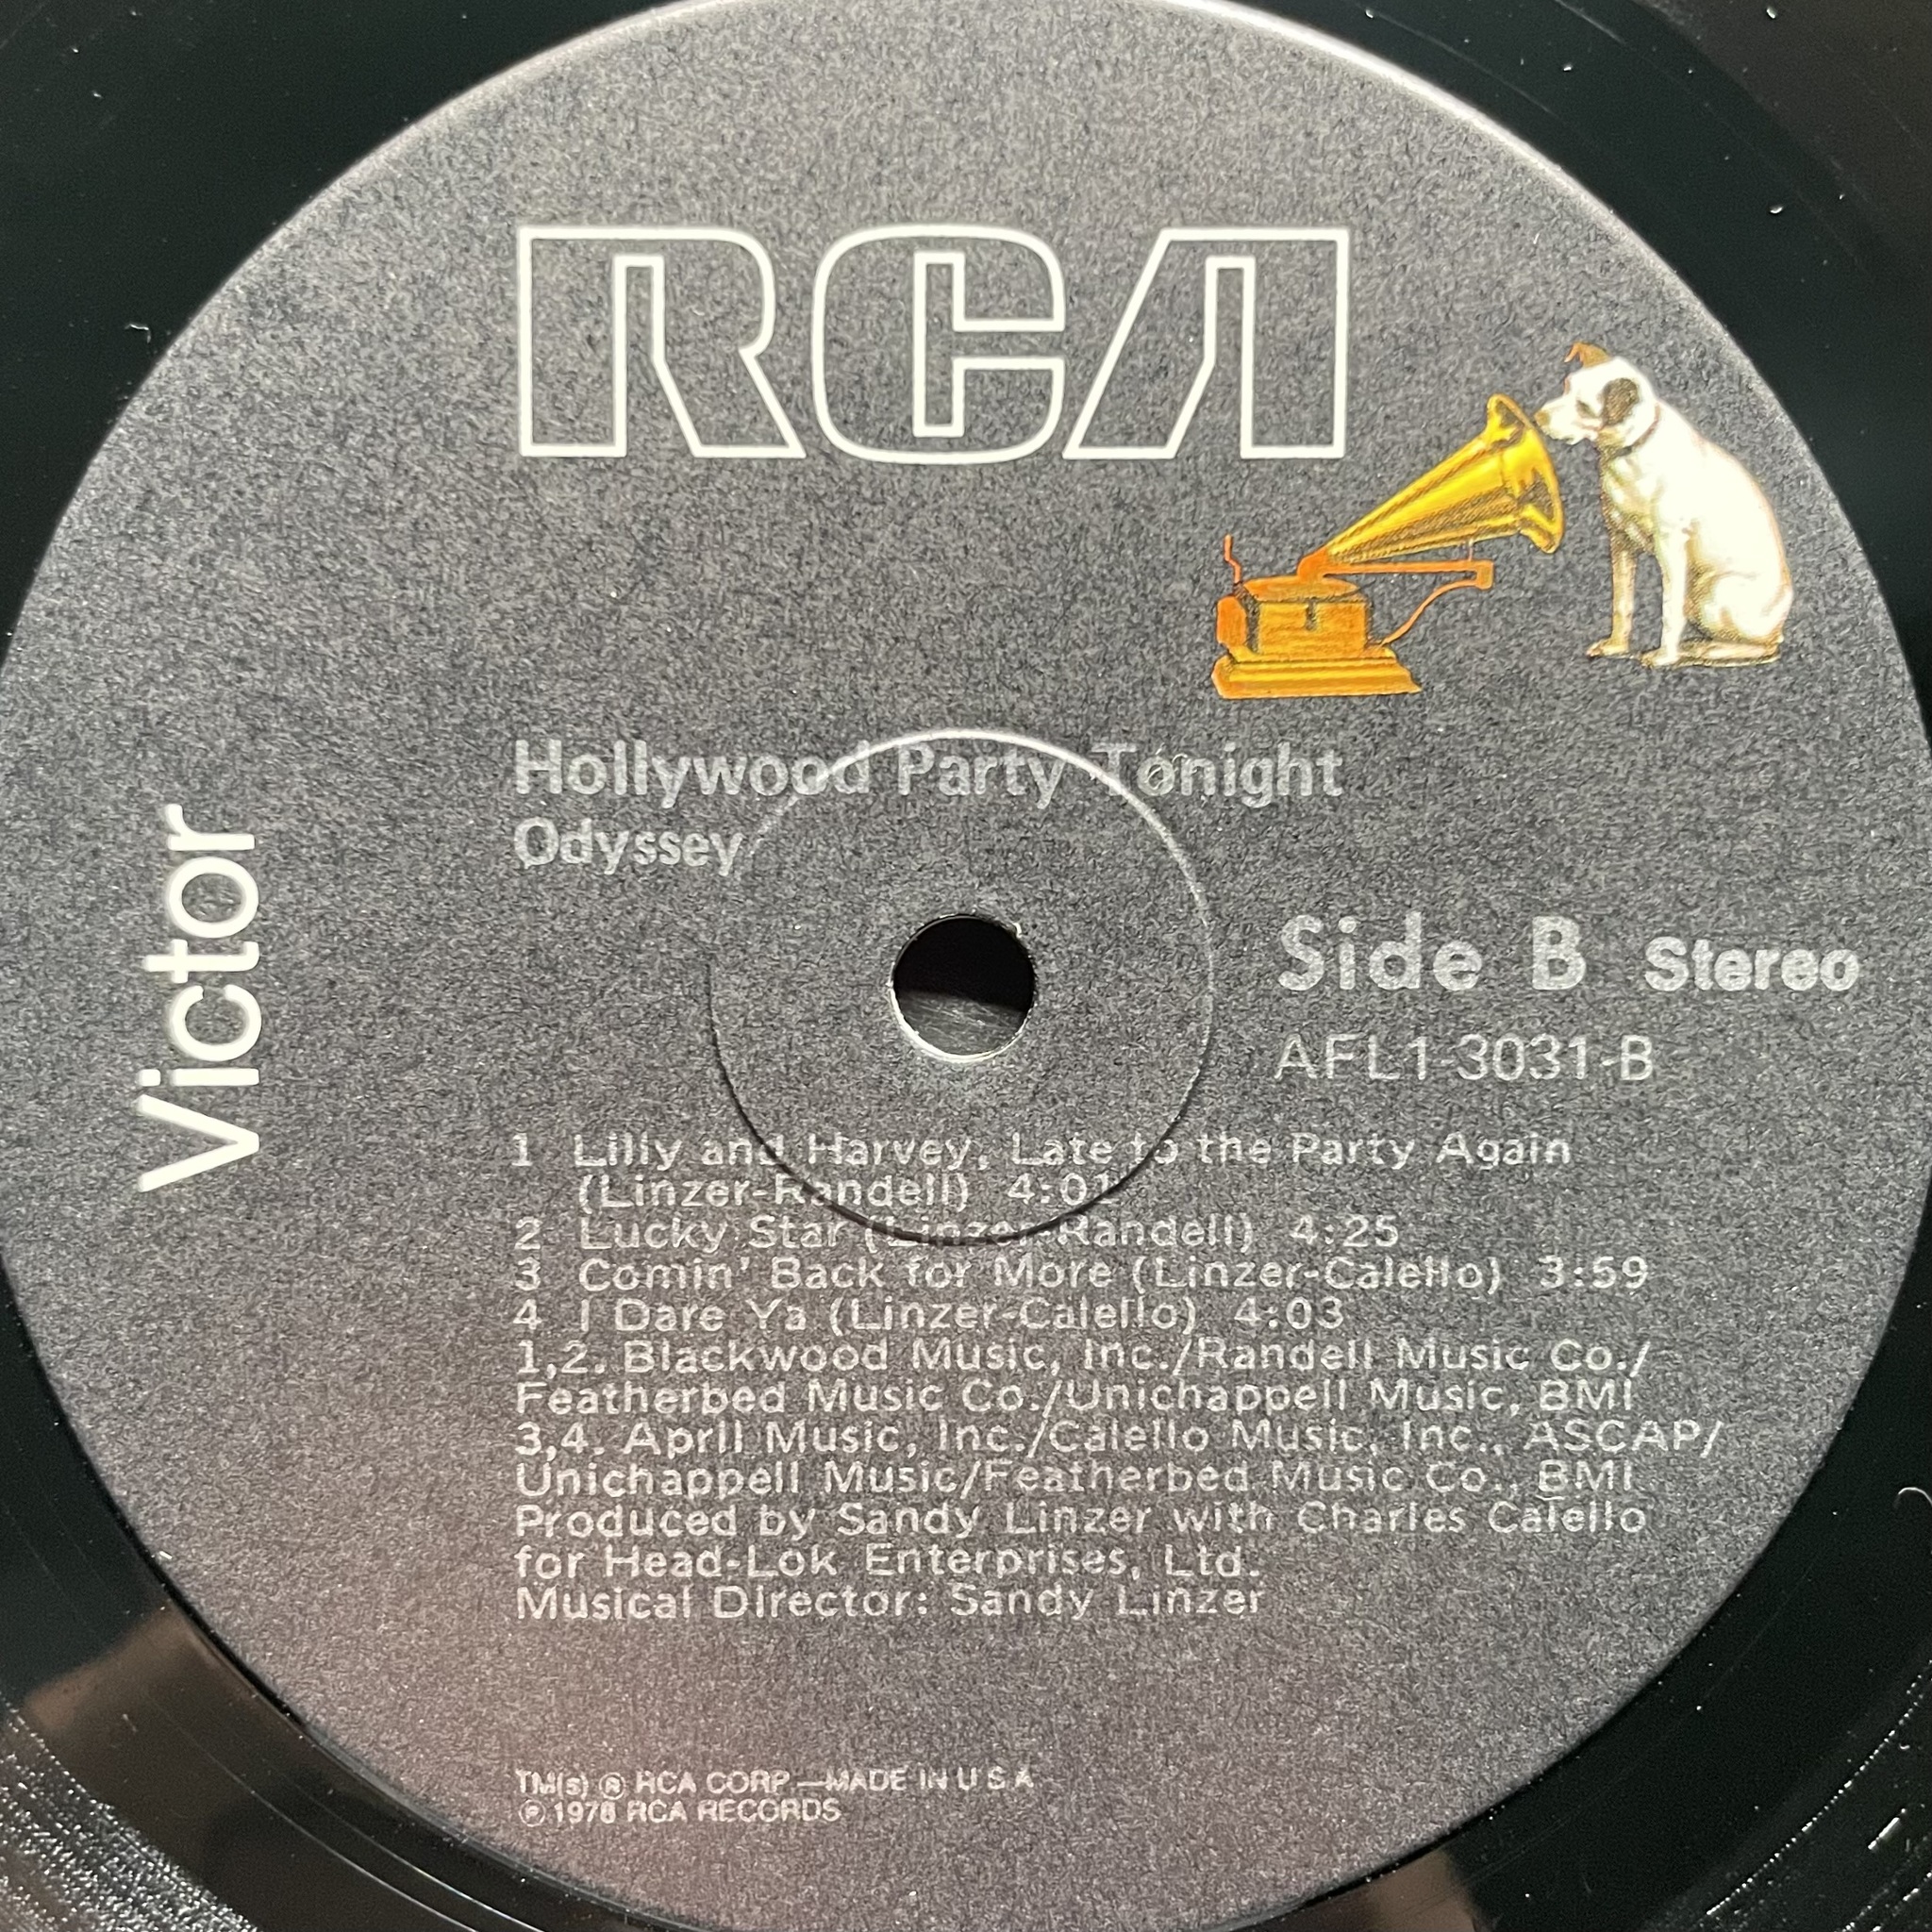 RCA
Victor
Hollywood Party Tonight
Odyssey
Side B Stereo
AFL1-3031-B
1 Lilly and Harvey, Late to the Party Again
(Linzer-Randell) 4:01
2 Lucky Star (Linzer-Randell) 4:25
3 Comin' Back for More (Linzer-Calello) 3:59
4 I Dare Ya (Linzer-Calello) 4:03
1,2. Blackwood Music, Inc./Randell Music Co./
Featherbed Music Co./Unichappell Music, BMI
3,4. April Music, Inc./Calello Music, Inc., ASCAP/
Unichappell Music/Featherbed Music Co., BMI
Produced by Sandy Linzer with Charles Calello
for Head-Lok Enterprises, Ltd.
Musical Director: Sandy Linzer
TM(s) ® RCA CORP.—MADE IN U.S.A
℗ 1978 RCA RECORDS